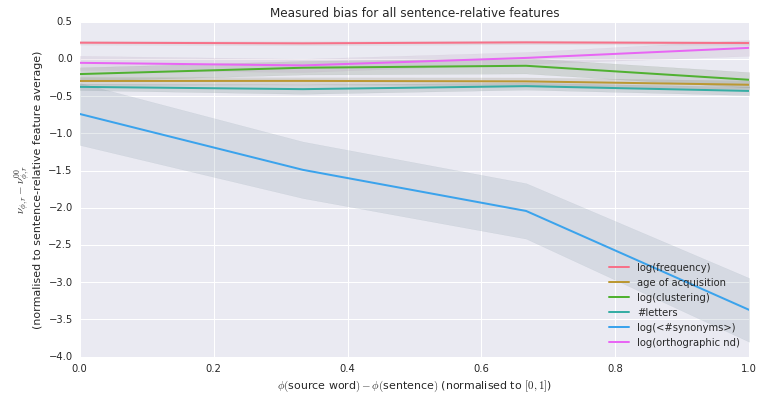 Measured bias for all sentence-relative features
ν_{ϕ,r} − ν^{00}_{ϕ,r}
(normalised to sentence-relative feature average)
0.5
0.0
−0.5
−1.0
−1.5
−2.0
−2.5
−3.0
−3.5
−4.0
log(frequency)
age of acquisition
log(clustering)
#letters
log(<#synonyms>)
log(orthographic nd)
0.0 0.2 0.4 0.6 0.8 1.0
ϕ(source word) − ϕ(sentence) (normalised to [0, 1])